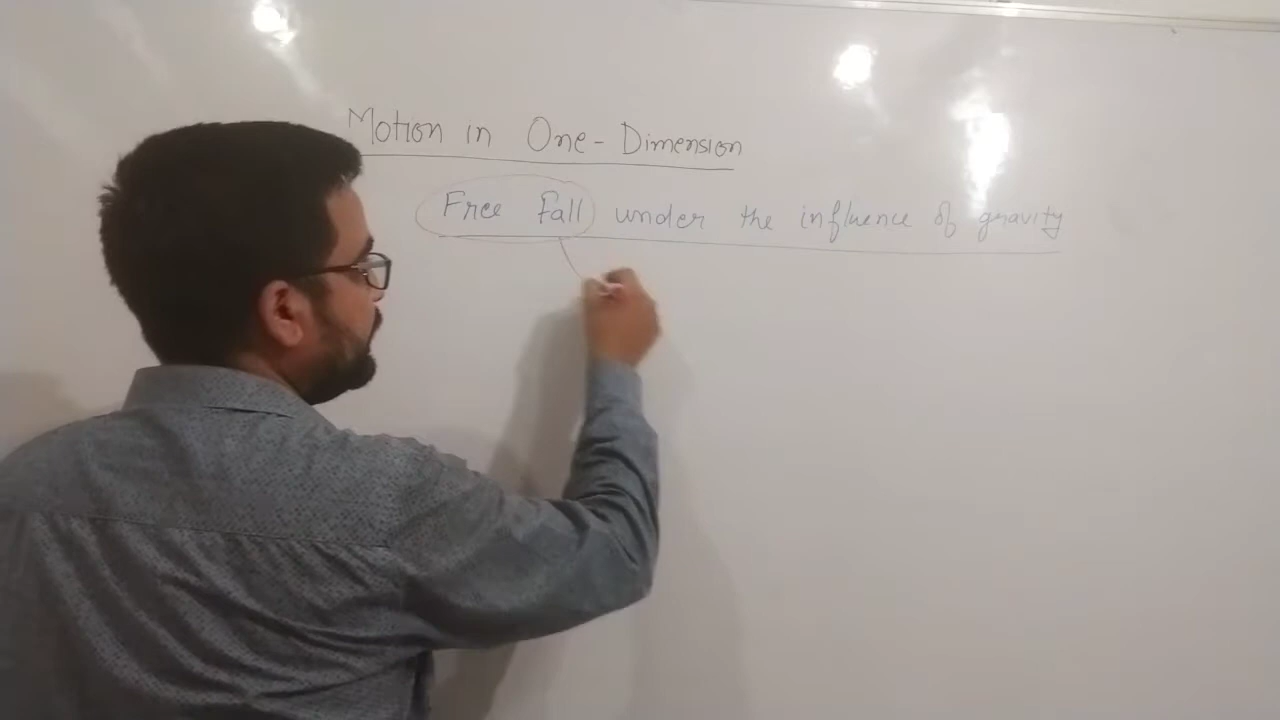 Motion in One-Dimension
Free fall under the influence of gravity